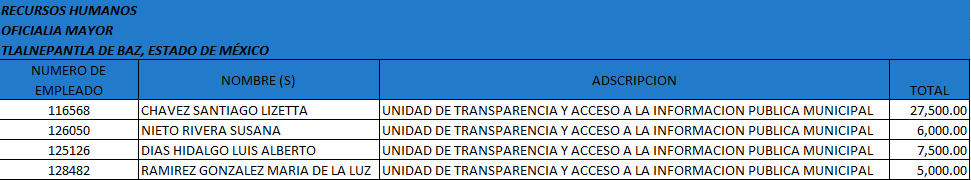 RECURSOS HUMANOS
OFICIALIA MAYOR
TLALNEPANTLA DE BAZ, ESTADO DE MÉXICO
NUMERO DE EMPLEADO NOMBRE (S) ADSCRIPCION TOTAL
116568 CHAVEZ SANTIAGO LIZETTA UNIDAD DE TRANSPARENCIA Y ACCESO A LA INFORMACION PUBLICA MUNICIPAL 27,500.00
126050 NIETO RIVERA SUSANA UNIDAD DE TRANSPARENCIA Y ACCESO A LA INFORMACION PUBLICA MUNICIPAL 6,000.00
125126 DIAS HIDALGO LUIS ALBERTO UNIDAD DE TRANSPARENCIA Y ACCESO A LA INFORMACION PUBLICA MUNICIPAL 7,500.00
128482 RAMIREZ GONZALEZ MARIA DE LA LUZ UNIDAD DE TRANSPARENCIA Y ACCESO A LA INFORMACION PUBLICA MUNICIPAL 5,000.00